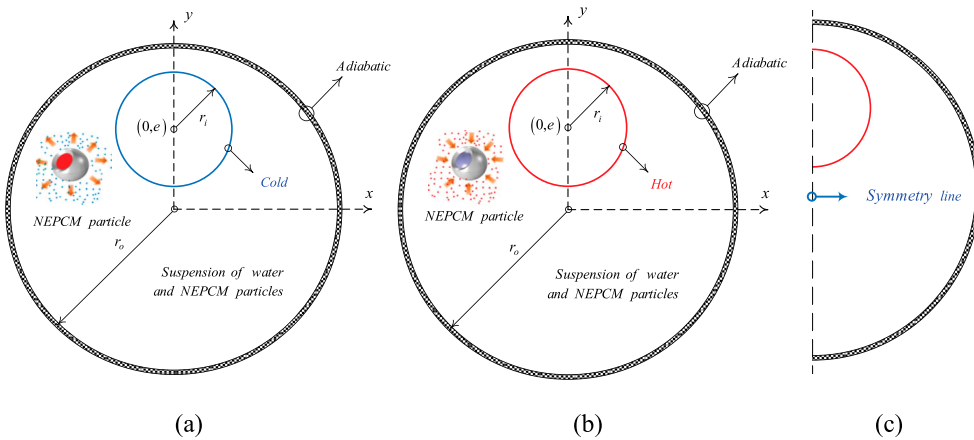 y
Adiabatic
r_i
(0,e)
Cold
x
NEPCM particle
r_o
Suspension of water
and NEPCM particles
(a)
y
Adiabatic
r_i
(0,e)
Hot
x
NEPCM particle
r_o
Suspension of water
and NEPCM particles
(b)
Symmetry line
(c)